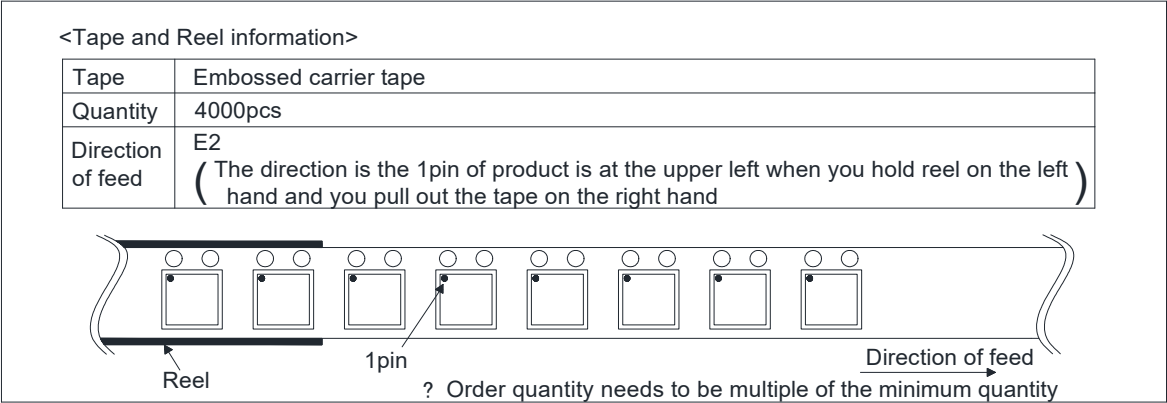 <Tape and Reel information>
Tape Embossed carrier tape
Quantity 4000pcs
Direction of feed E2
( The direction is the 1pin of product is at the upper left when you hold reel on the left
hand and you pull out the tape on the right hand )
1pin
Reel
Direction of feed
? Order quantity needs to be multiple of the minimum quantity